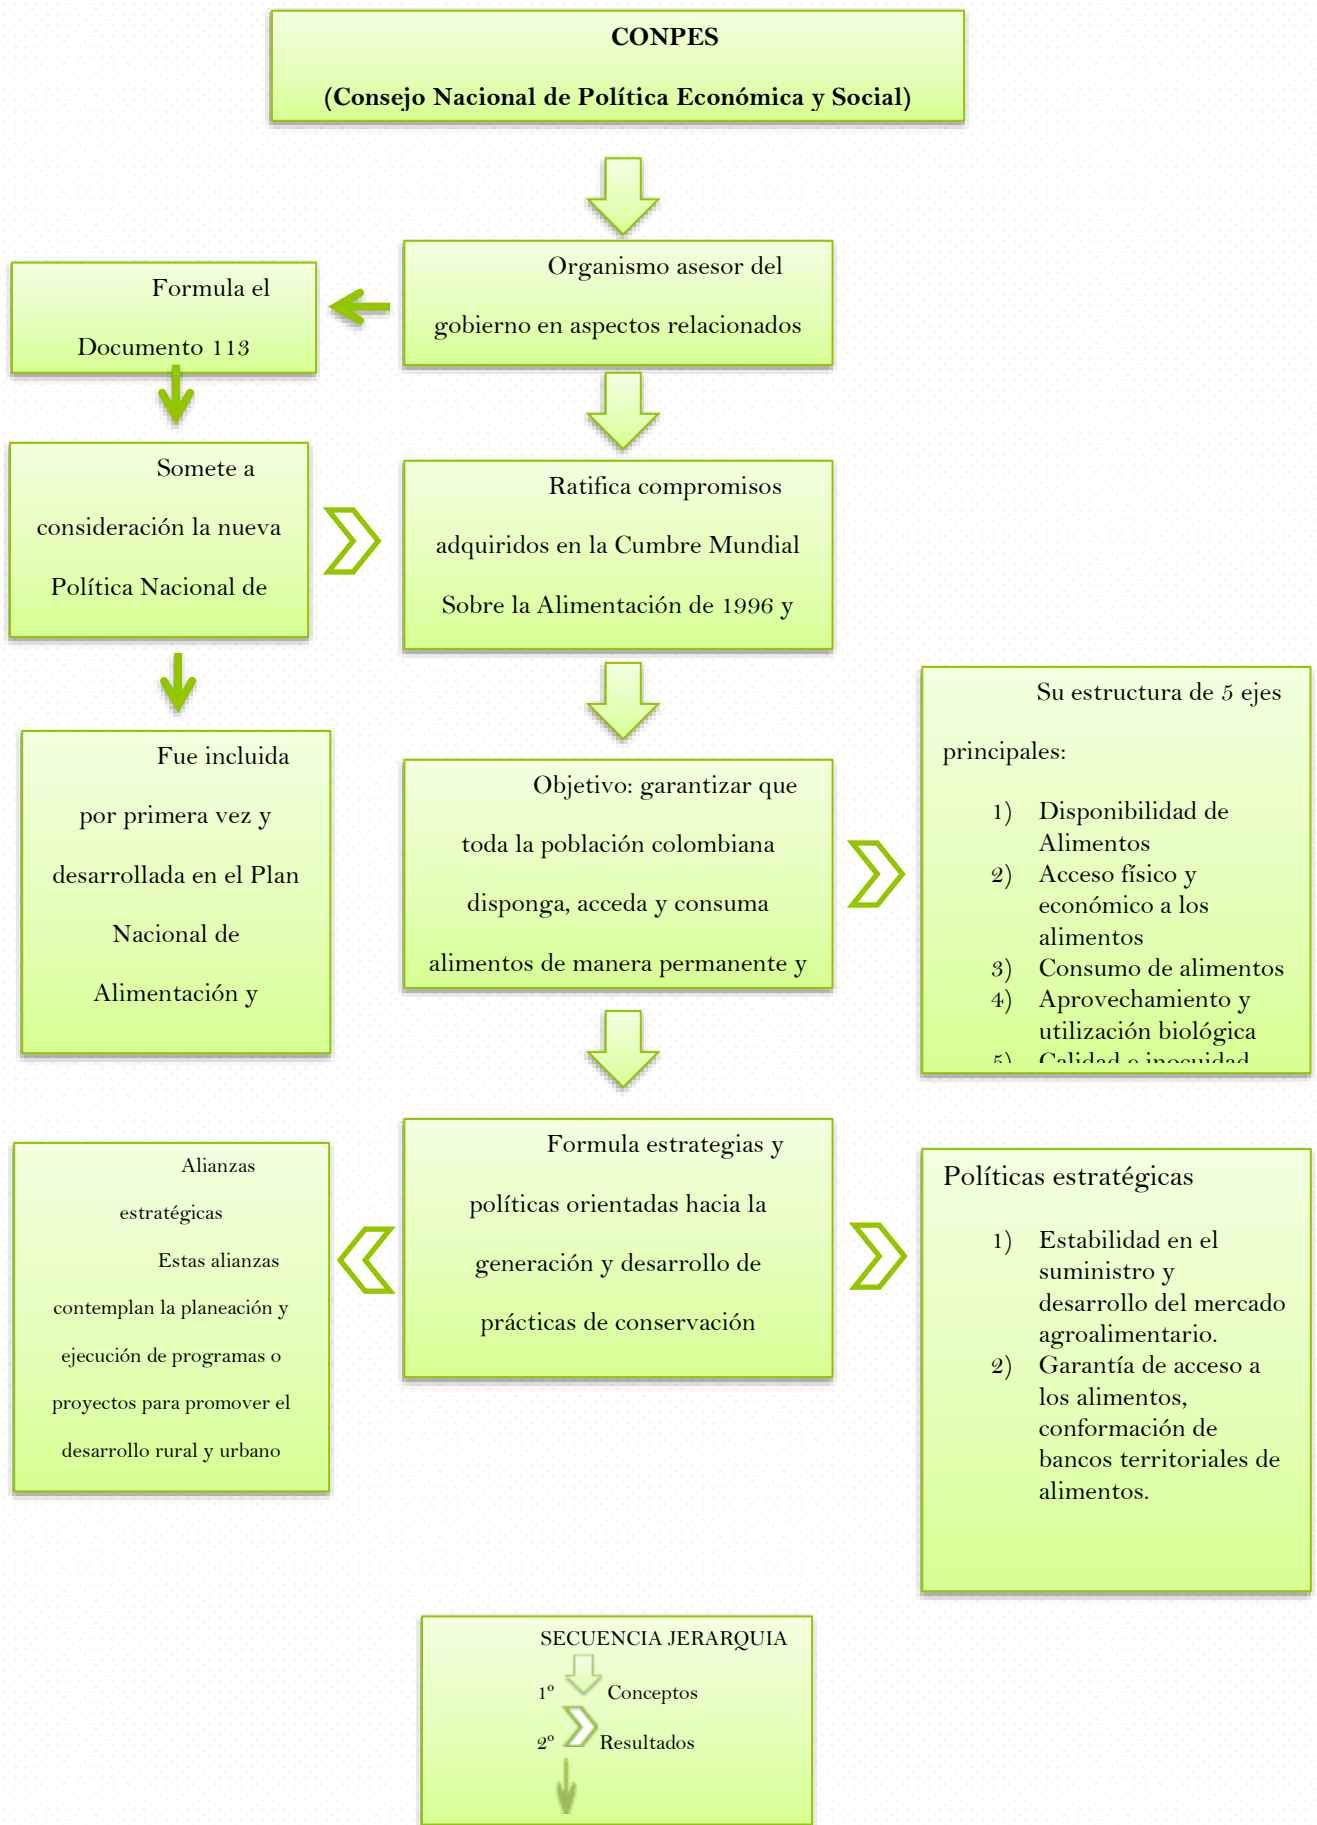 CONPES
(Consejo Nacional de Política Económica y Social)
Organismo asesor del
gobierno en aspectos relacionados
Formula el
Documento 113
Somete a
consideración la nueva
Política Nacional de
Ratifica compromisos
adquiridos en la Cumbre Mundial
Sobre la Alimentación de 1996 y
Fue incluida
por primera vez y
desarrollada en el Plan
Nacional de
Alimentación y
Objetivo: garantizar que
toda la población colombiana
disponga, acceda y consuma
alimentos de manera permanente y
Su estructura de 5 ejes
principales:
1) Disponibilidad de
Alimentos
2) Acceso físico y
económico a los
alimentos
3) Consumo de alimentos
4) Aprovechamiento y
utilización biológica
5) Calidad e inocuidad
Alianzas
estratégicas
Estas alianzas
contemplan la planeación y
ejecución de programas o
proyectos para promover el
desarrollo rural y urbano
Formula estrategias y
políticas orientadas hacia la
generación y desarrollo de
prácticas de conservación
Políticas estratégicas
1) Estabilidad en el
suministro y
desarrollo del mercado
agroalimentario.
2) Garantía de acceso a
los alimentos,
conformación de
bancos territoriales de
alimentos.
SECUENCIA JERARQUIA
1º Conceptos
2º Resultados